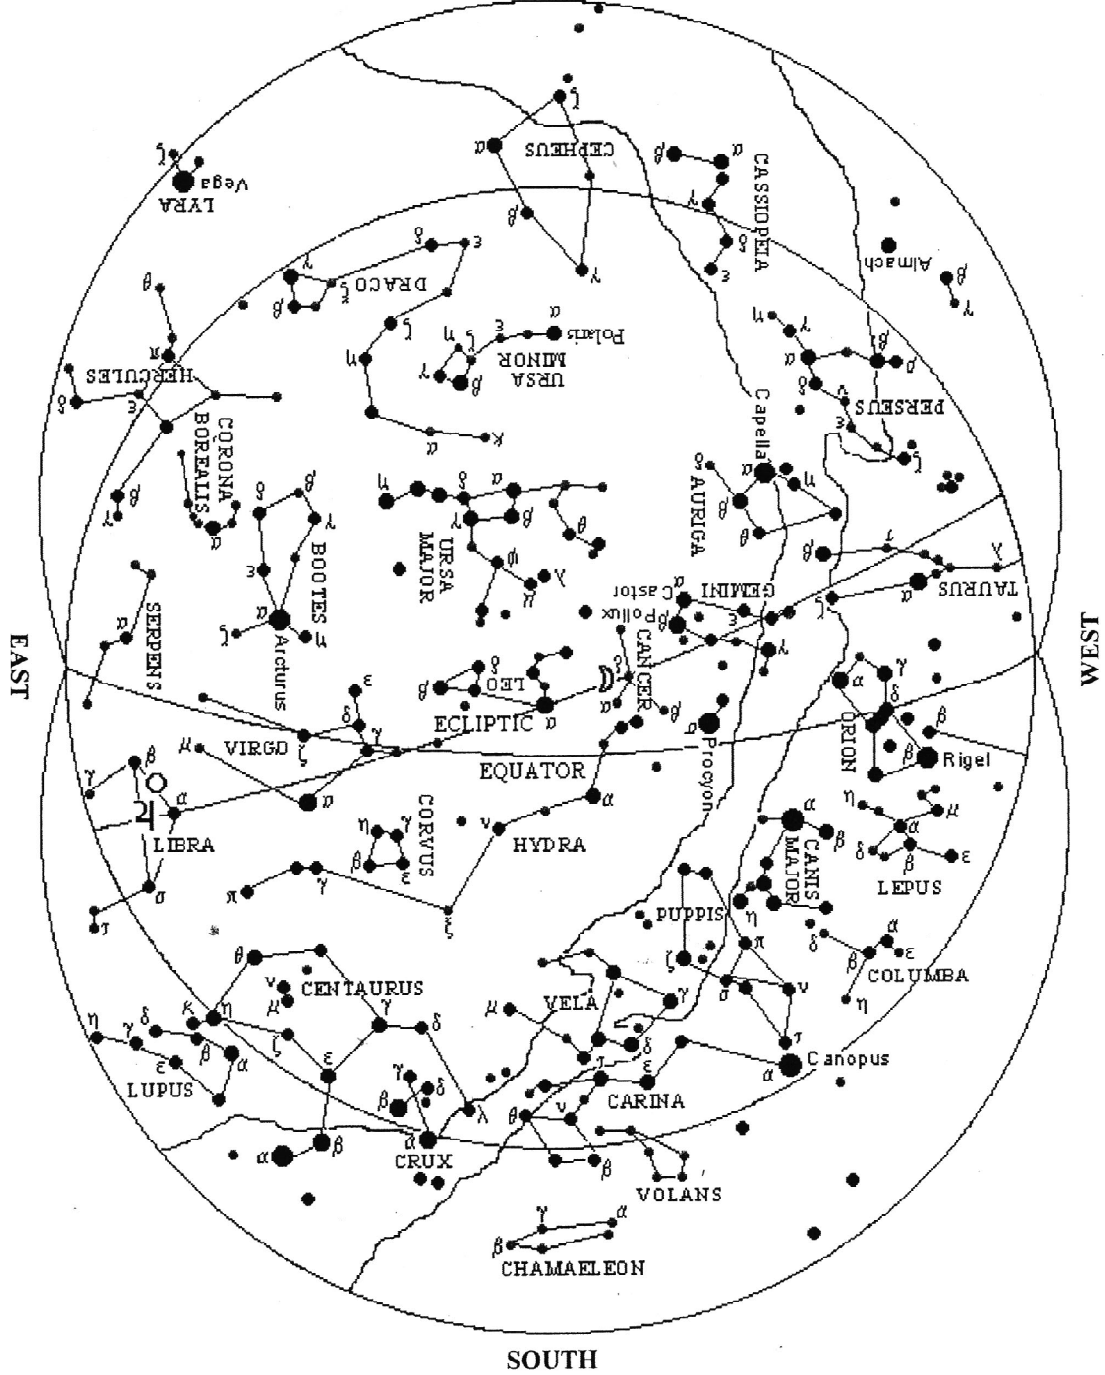 CEPHEUS
CASSIOPEIA
Vega
LYRA
Almach
DRACO
Polaris
URSA
MINOR
HERCULES
PERSEUS
Capella
CORONA
BOREALIS
AURIGA
URSA
MAJOR
BOOTES
TAURUS
Castor
GEMINI
Pollux
SERPENS
Arcturus
CANCER
LEO
EAST
WEST
ECLIPTIC
VIRGO
ORION
Procyon
EQUATOR
Rigel
LIBRA
CORVUS
HYDRA
CANIS
MAJOR
LEPUS
PUPPIS
COLUMBA
CENTAURUS
VELA
Canopus
LUPUS
CARINA
CRUX
VOLANS
CHAMAELEON
SOUTH